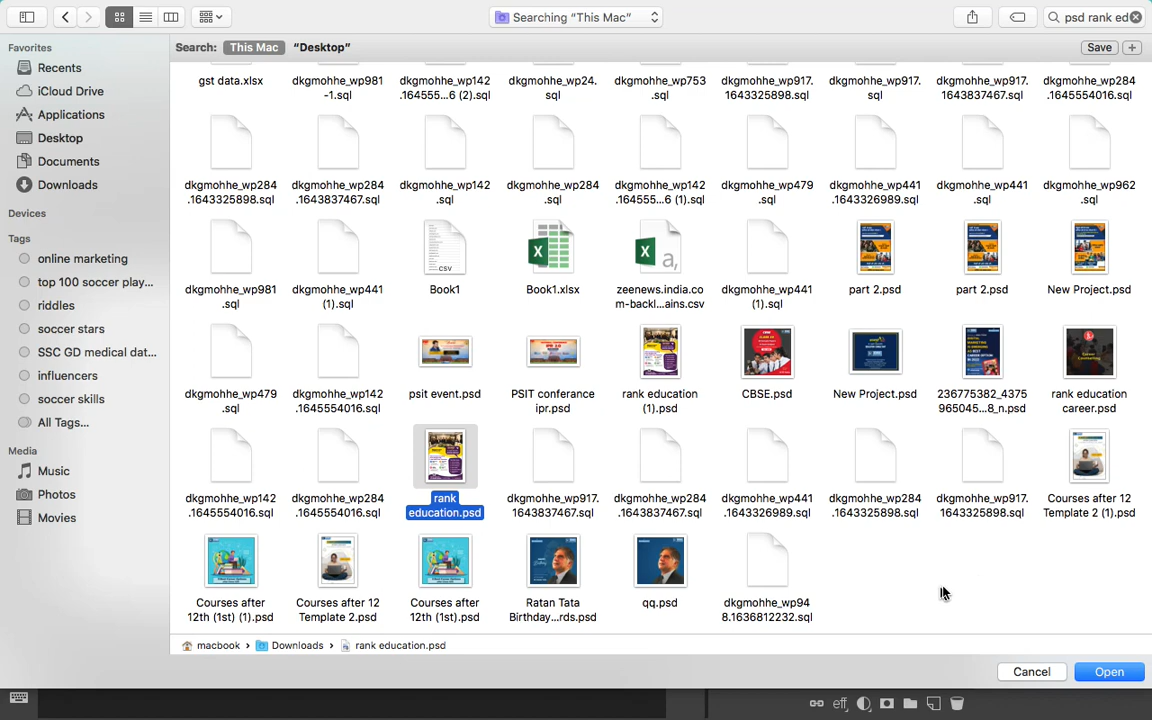 Searching “This Mac”
psd rank ed
Favorites
Search: This Mac “Desktop” Save +
Recents
iCloud Drive
Applications
Desktop
Documents
Downloads
Devices
Tags
online marketing
top 100 soccer play...
riddles
soccer stars
SSC GD medical dat...
influencers
soccer skills
All Tags...
Media
Music
Photos
Movies
gst data.xlsx dkgmohhe_wp981 dkgmohhe_wp142 dkgmohhe_wp24. dkgmohhe_wp753 dkgmohhe_wp917. dkgmohhe_wp917. dkgmohhe_wp917. dkgmohhe_wp284
-1.sql .164555...6 (2).sql sql .sql 1643325898.sql sql 1643837467.sql .1645554016.sql
dkgmohhe_wp284 dkgmohhe_wp284 dkgmohhe_wp142 dkgmohhe_wp284 dkgmohhe_wp142 dkgmohhe_wp479 dkgmohhe_wp441 dkgmohhe_wp441 dkgmohhe_wp962
.1643325898.sql .1643837467.sql .sql .sql .164555...6 (1).sql .sql .1643326989.sql .sql .sql
CSV
a,
dkgmohhe_wp981 dkgmohhe_wp441 Book1 Book1.xlsx zeenews.india.co dkgmohhe_wp441 part 2.psd part 2.psd New Project.psd
.sql (1).sql m-backl...ains.csv (1).sql
dkgmohhe_wp479 dkgmohhe_wp142 psit event.psd PSIT conferance rank education CBSE.psd New Project.psd 236775382_4375 rank education
.sql .1645554016.sql ipr.psd (1).psd 965045...8_n.psd career.psd
dkgmohhe_wp142 dkgmohhe_wp284 rank dkgmohhe_wp917. dkgmohhe_wp284 dkgmohhe_wp441 dkgmohhe_wp284 dkgmohhe_wp917. Courses after 12
.1645554016.sql .1645554016.sql education.psd 1643837467.sql .1643837467.sql .1643326989.sql .1643325898.sql 1643325898.sql Template 2 (1).psd
Courses after Courses after 12 Courses after Ratan Tata qq.psd dkgmohhe_wp94
12th (1st) (1).psd Template 2.psd 12th (1st).psd Birthday...rds.psd 8.1636812232.sql
macbook › Downloads › rank education.psd
Cancel Open
eff